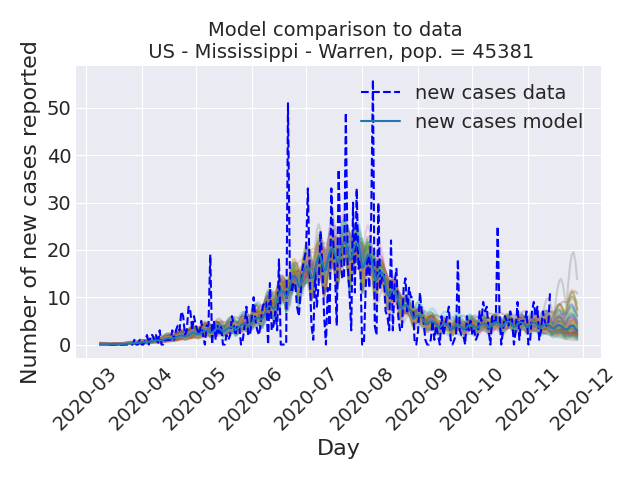 Model comparison to data
US - Mississippi - Warren, pop. = 45381
Number of new cases reported
50
40
30
20
10
0
new cases data
new cases model
2020-03
2020-04
2020-05
2020-06
2020-07
2020-08
2020-09
2020-10
2020-11
2020-12
Day